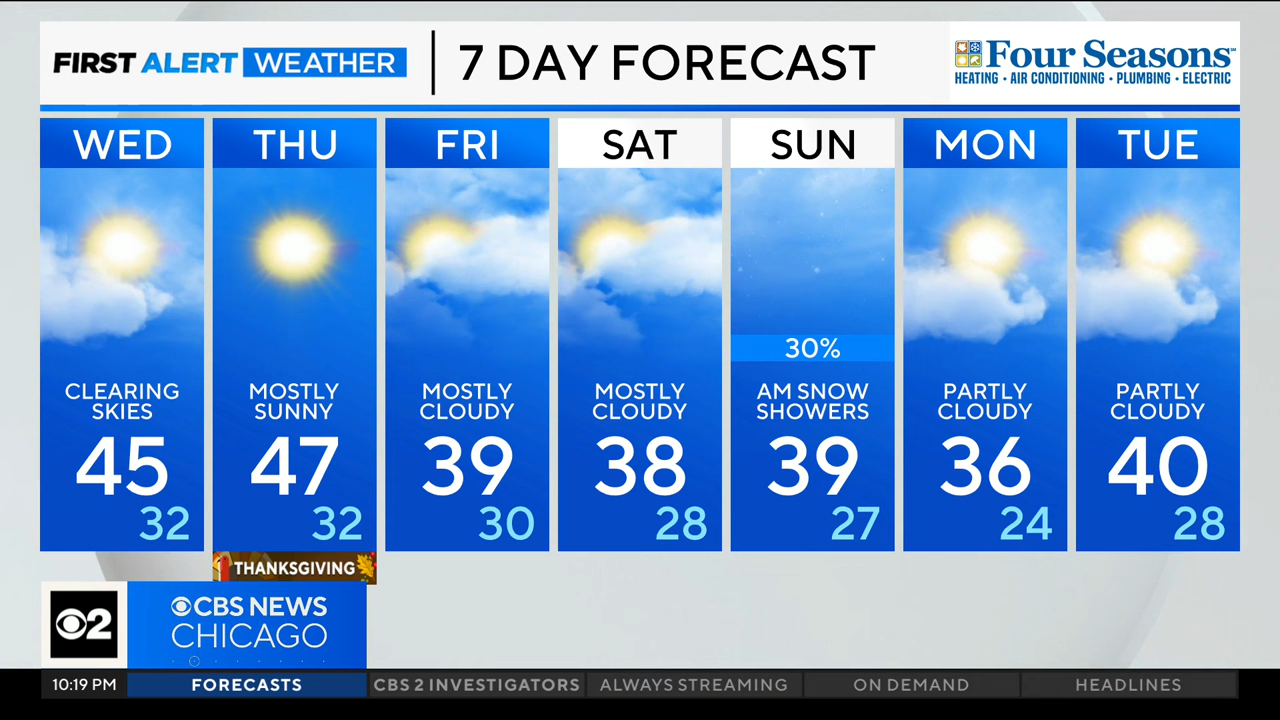 FIRST ALERT WEATHER
7 DAY FORECAST
Four Seasons℠
HEATING • AIR CONDITIONING • PLUMBING • ELECTRIC
WED
CLEARING
SKIES
45
32
THU
MOSTLY
SUNNY
47
32
THANKSGIVING
FRI
MOSTLY
CLOUDY
39
30
SAT
MOSTLY
CLOUDY
38
28
SUN
30%
AM SNOW
SHOWERS
39
27
MON
PARTLY
CLOUDY
36
24
TUE
PARTLY
CLOUDY
40
28
2
CBS NEWS
CHICAGO
10:19 PM FORECASTS CBS 2 INVESTIGATORS ALWAYS STREAMING ON DEMAND HEADLINES